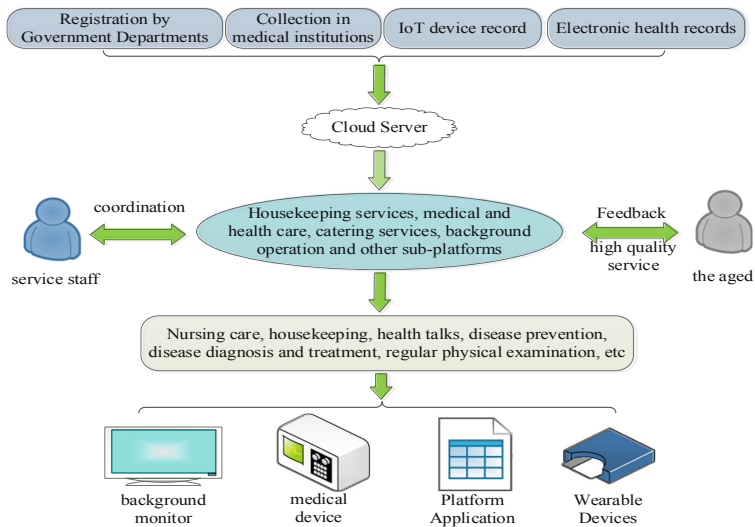 Registration by
Government Departments
Collection in
medical institutions
IoT device record
Electronic health records
Cloud Server
coordination
service staff
Housekeeping services, medical and
health care, catering services, background
operation and other sub-platforms
Feedback
high quality
service
the aged
Nursing care, housekeeping, health talks, disease prevention,
disease diagnosis and treatment, regular physical examination, etc
background
monitor
medical
device
Platform
Application
Wearable
Devices